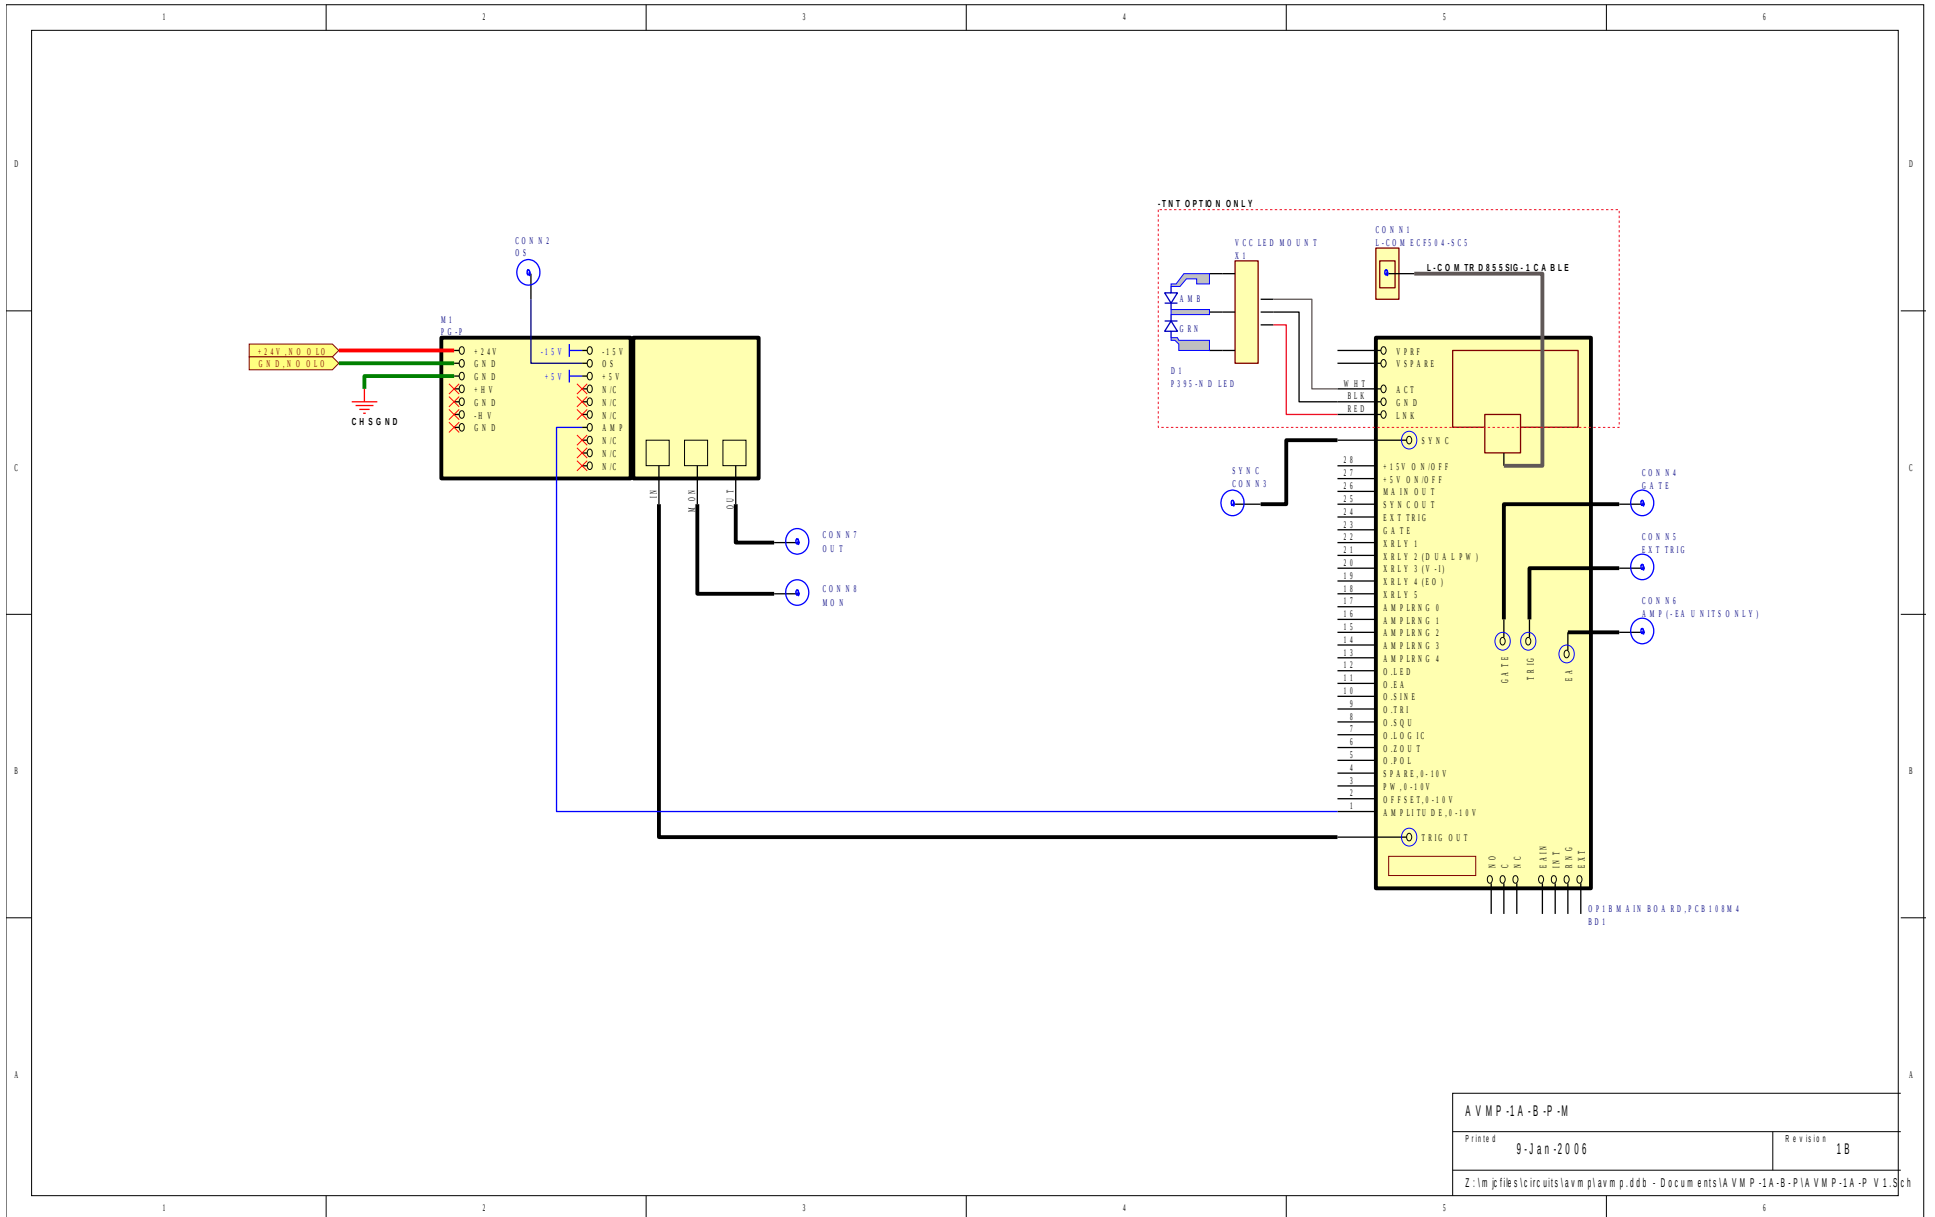 1 2 3 4 5 6
D D
C C
B B
A A
-TNT OPTION ONLY
CONN1
L-COM ECF504-SC5
L-COM TRD855SIG-1 CABLE
VCC LED MOUNT
X1
AMB
GRN
D1
P395-ND LED
WHT
BLK
RED
CONN2
OS
M1
PG-P
+24V, NO OLO
GND, NO OLO
CHSGND
+24V
GND
GND
+HV
GND
-HV
GND
-15V
+5V
-15V
OS
+5V
N/C
N/C
N/C
AMP
N/C
N/C
N/C
IN
MON
OUT
CONN7
OUT
CONN8
MON
SYNC
CONN3
VPRF
VSPARE
ACT
GND
LNK
SYNC
28 +15V ON/OFF
27 +5V ON/OFF
26 MAIN OUT
25 SYNC OUT
24 EXT TRIG
23 GATE
22 XRLY 1
21 XRLY 2 (DUAL PW)
20 XRLY 3 (V-I)
19 XRLY 4 (EO)
18 XRLY 5
17 AMPLRNG 0
16 AMPLRNG 1
15 AMPLRNG 2
14 AMPLRNG 3
13 AMPLRNG 4
12 O.LED
11 O.EA
10 O.SINE
9 O.TRI
8 O.SQU
7 O.LOGIC
6 O.ZOUT
5 O.POL
4 SPARE, 0-10V
3 PW, 0-10V
2 OFFSET, 0-10V
1 AMPLITUDE, 0-10V
TRIG OUT
GATE
TRIG
EA
CONN4
GATE
CONN5
EXT TRIG
CONN6
AMP (-EA UNITS ONLY)
NO
C
NC
EAIN
INT
RNG
EXT
OP1B MAIN BOARD, PCB108M4
BD1
AVMP-1A-B-P-M
Printed 9-Jan-2006
Revision 1B
Z:\mjcfiles\circuits\avmp\avmp.ddb - Documents\AVMP-1A-B-P\AVMP-1A-P V1.Sch
1 2 3 4 5 6